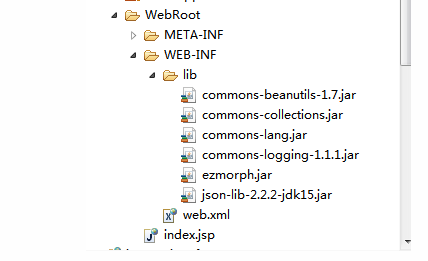 WebRoot
META-INF
WEB-INF
lib
commons-beanutils-1.7.jar
commons-collections.jar
commons-lang.jar
commons-logging-1.1.1.jar
ezmorph.jar
json-lib-2.2.2-jdk15.jar
web.xml
index.jsp